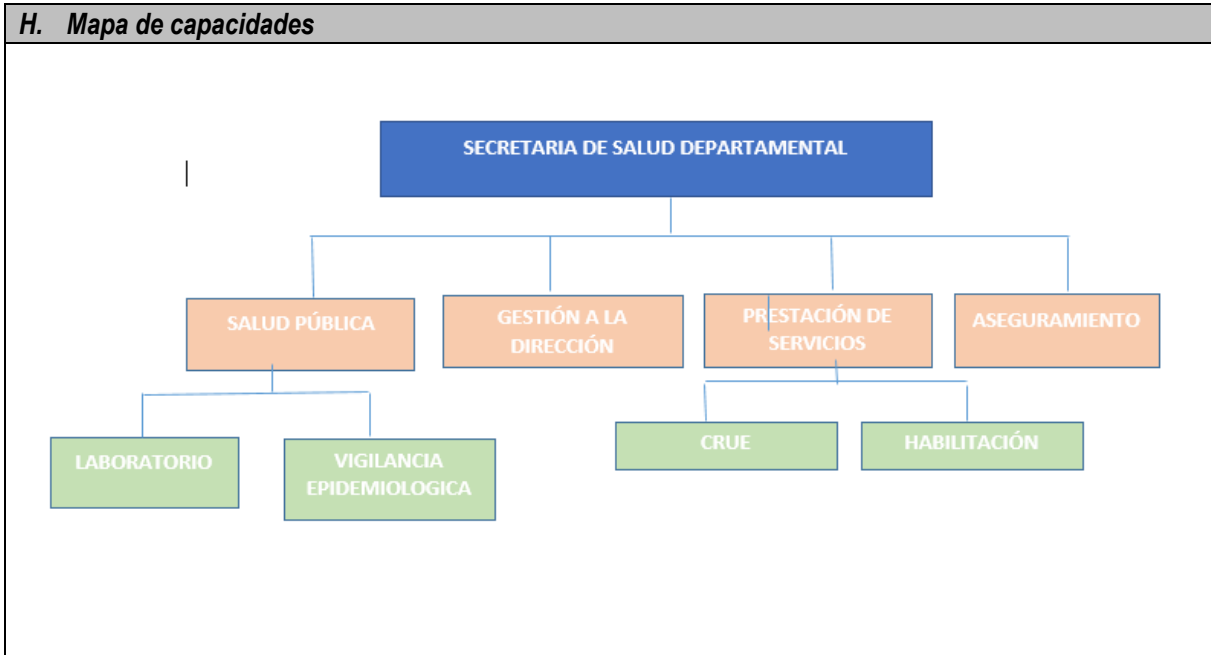 H. Mapa de capacidades
SECRETARIA DE SALUD DEPARTAMENTAL
SALUD PÚBLICA
GESTIÓN A LA
DIRECCIÓN
PRESTACIÓN DE
SERVICIOS
ASEGURAMIENTO
LABORATORIO
VIGILANCIA
EPIDEMIOLOGICA
CRUE
HABILITACIÓN